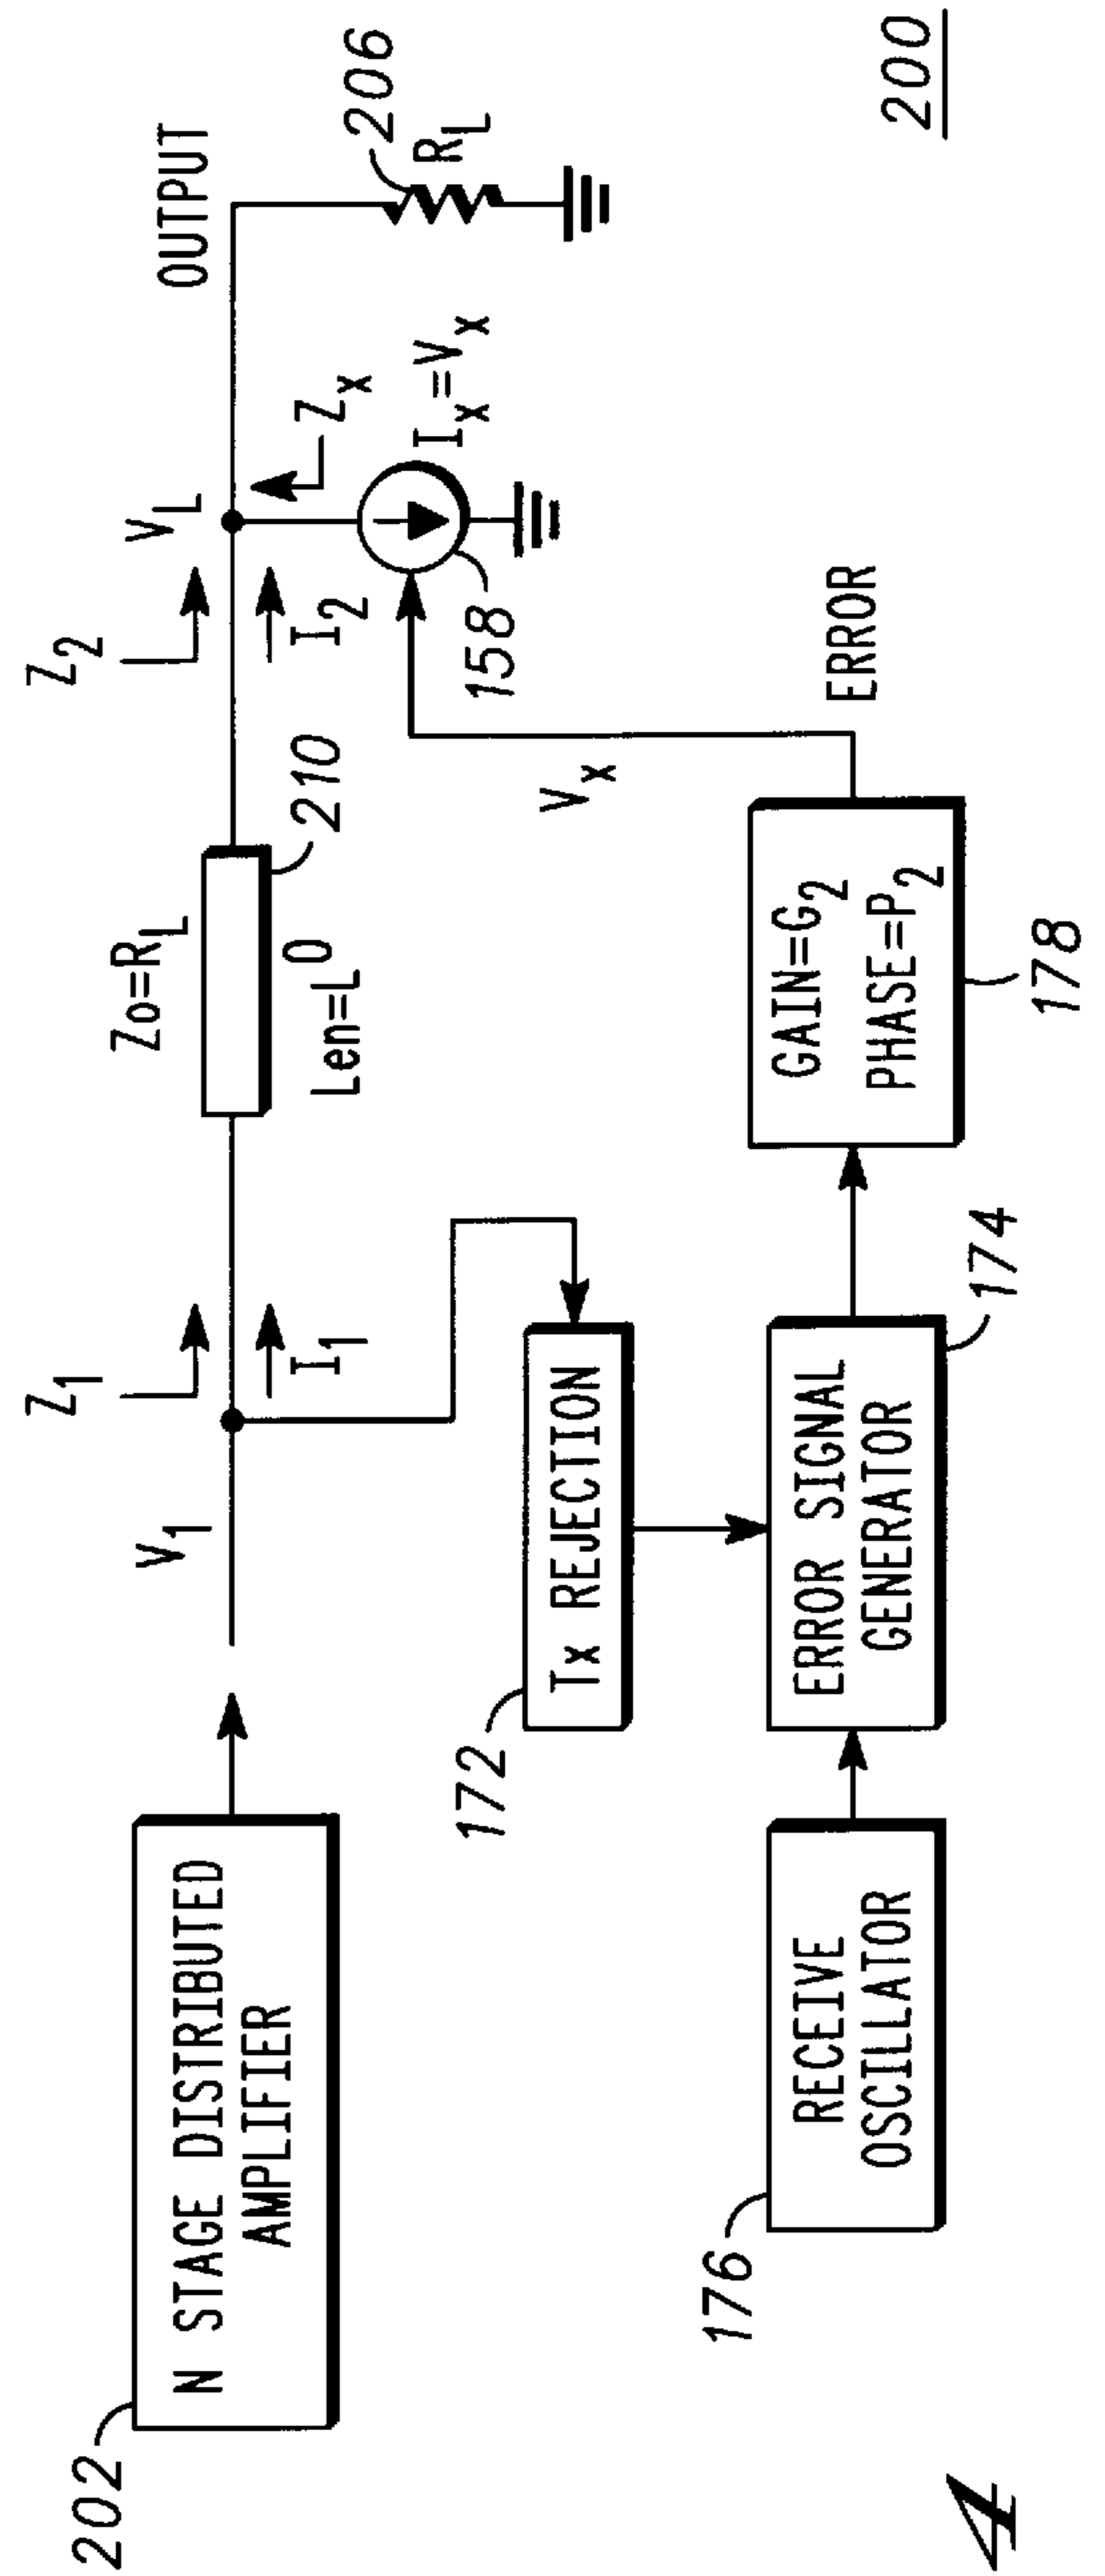 202
N STAGE DISTRIBUTED
AMPLIFIER
V1
Z1
I1
Zo=RL
Len=L0
210
Z2
I2
VL
Zx
Ix=Vx
158
OUTPUT
206
RL
172
Tx REJECTION
176
RECEIVE
OSCILLATOR
ERROR SIGNAL
GENERATOR
174
GAIN=G2
PHASE=P2
178
Vx
ERROR
200
4